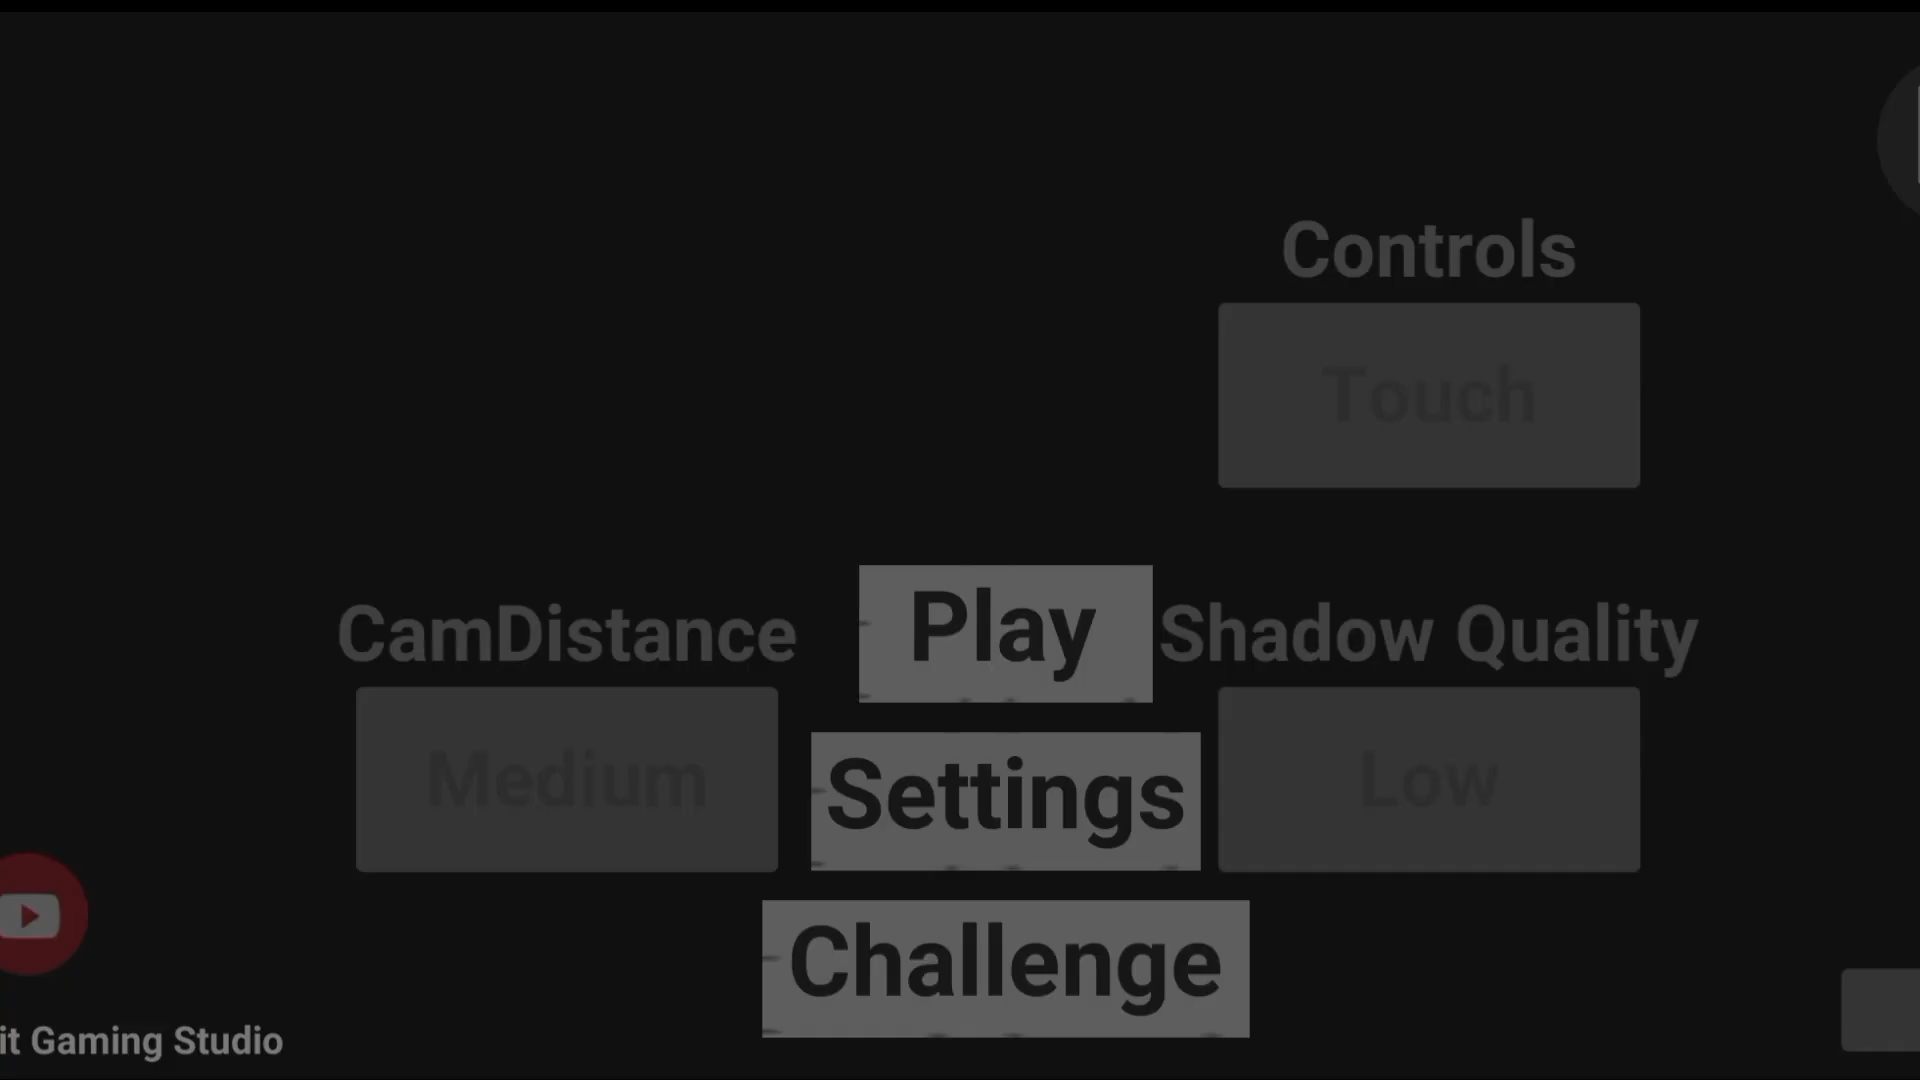 Controls
Touch
CamDistance
Play
Shadow Quality
Medium
Settings
Low
Challenge
it Gaming Studio